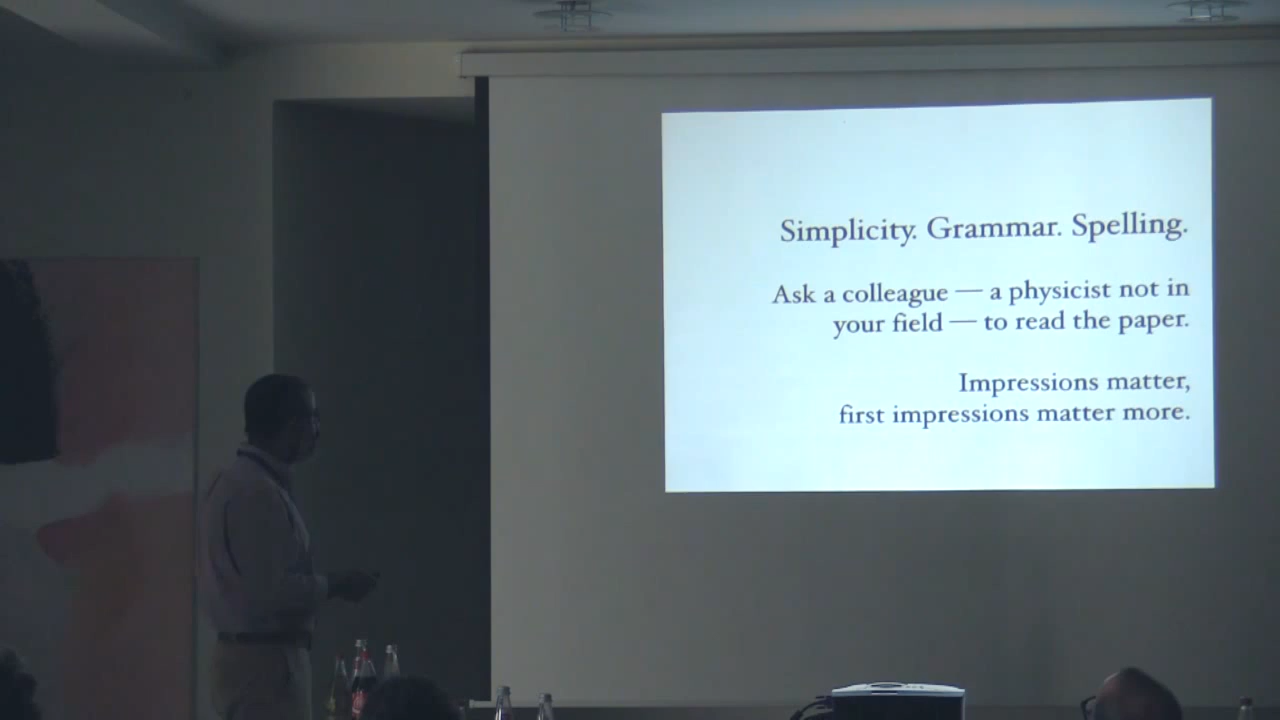 Simplicity. Grammar. Spelling.
Ask a colleague — a physicist not in
your field — to read the paper.
Impressions matter,
first impressions matter more.